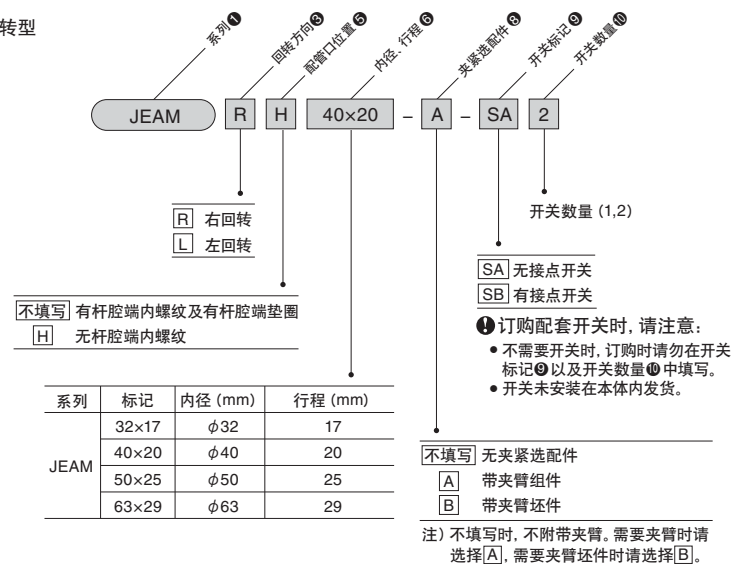 转型
系列❶
回转方向❸
配管口位置❺
内径、行程❻
夹紧选配件❽
开关标记❾
开关数量❿
JEAM R H 40×20 – A – SA 2
R 右回转
L 左回转
开关数量 (1,2)
SA 无接点开关
SB 有接点开关
不填写 有杆腔端内螺纹及有杆腔端垫圈
H 无杆腔端内螺纹
订购配套开关时, 请注意:
● 不需要开关时, 订购时请勿在开关
标记❾以及开关数量❿中填写。
● 开关未安装在本体内发货。
系列 标记 内径 (mm) 行程 (mm)
JEAM
32×17 ϕ32 17
40×20 ϕ40 20
50×25 ϕ50 25
63×29 ϕ63 29
不填写 无夹紧选配件
A 带夹臂组件
B 带夹臂坯件
注) 不填写时, 不附带夹臂。需要夹臂时请
选择A, 需要夹臂坯件时请选择B。